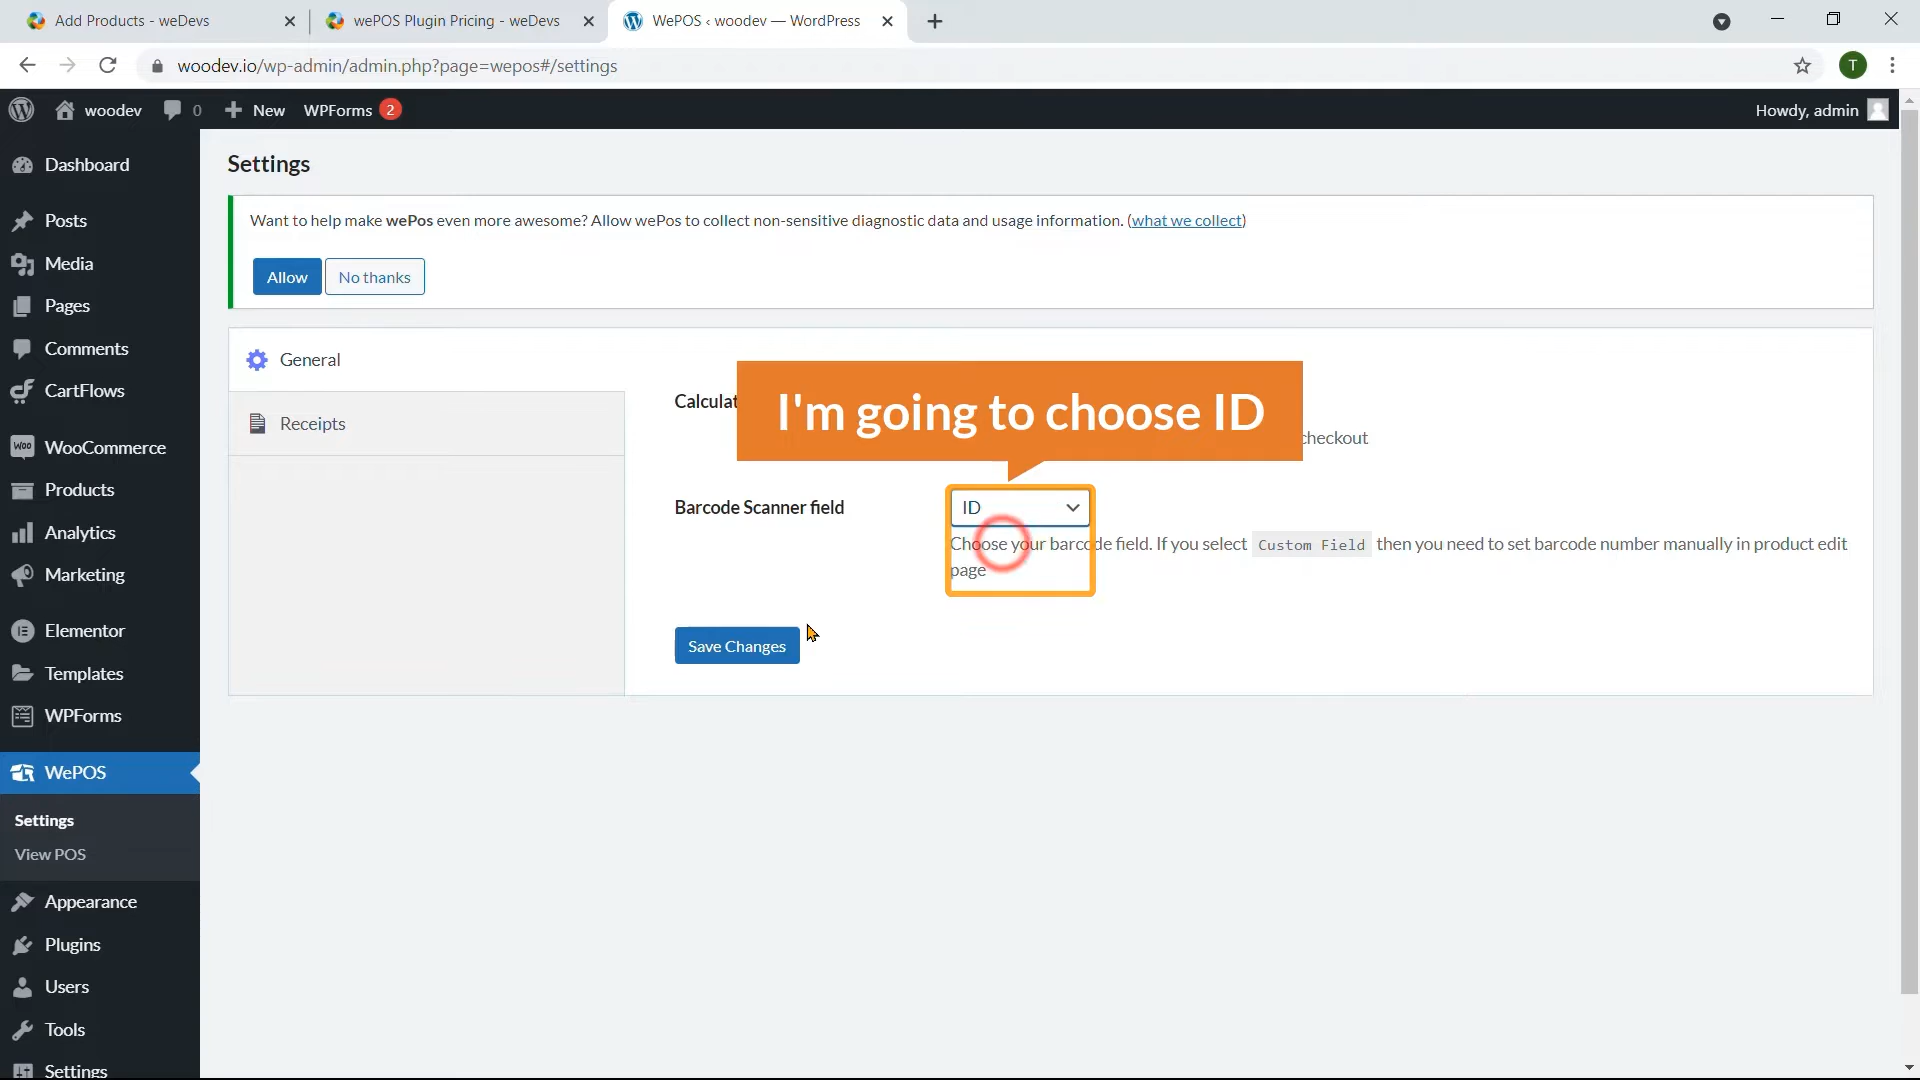 Add Products - weDevs
wePOS Plugin Pricing - weDevs
WePOS ‹ woodev — WordPress
woodev.io/wp-admin/admin.php?page=wepos#/settings
T
woodev
0
New
WPForms 2
Howdy, admin
Dashboard
Posts
Media
Pages
Comments
CartFlows
Woo WooCommerce
Products
Analytics
Marketing
Elementor
Templates
WPForms
WePOS
Settings
View POS
Appearance
Plugins
Users
Tools
Settings
Settings
Want to help make wePos even more awesome? Allow wePos to collect non-sensitive diagnostic data and usage information. (what we collect)
Allow
No thanks
General
Receipts
I'm going to choose ID
checkout
Barcode Scanner field
ID
Choose your barcode field. If you select Custom Field then you need to set barcode number manually in product edit
page
Save Changes